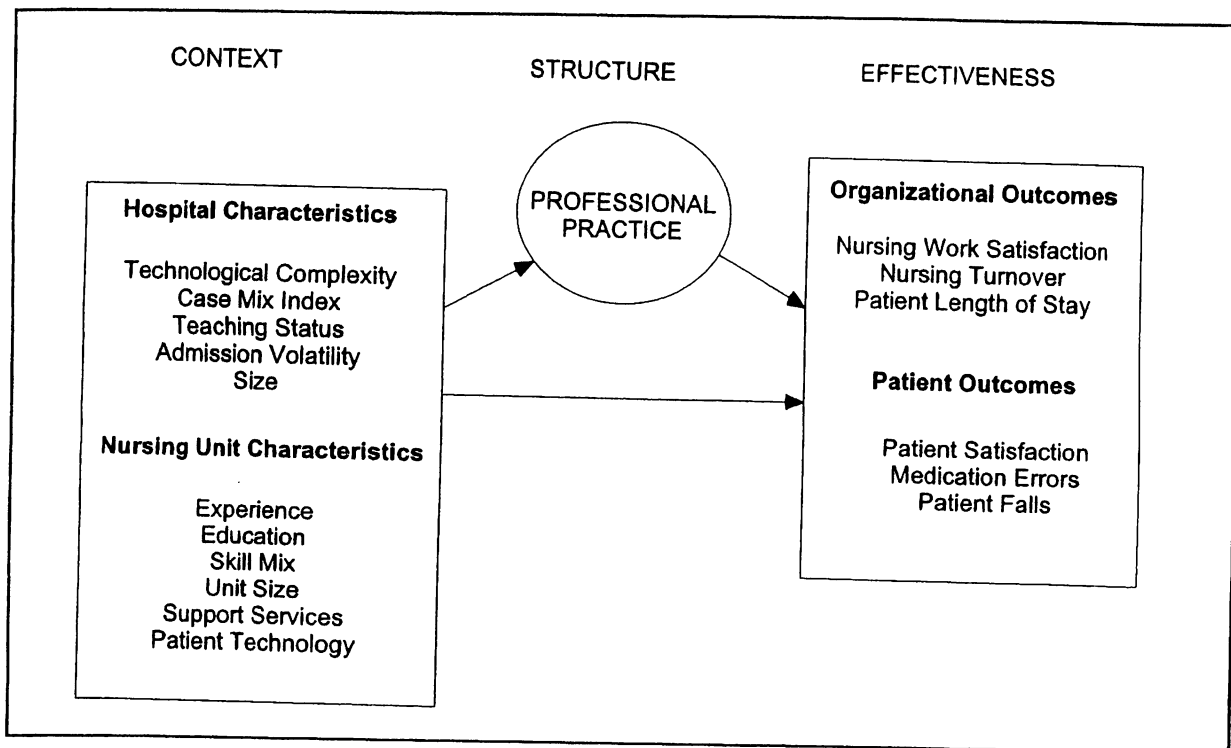 CONTEXT
STRUCTURE
EFFECTIVENESS
Hospital Characteristics
Technological Complexity
Case Mix Index
Teaching Status
Admission Volatility
Size
Nursing Unit Characteristics
Experience
Education
Skill Mix
Unit Size
Support Services
Patient Technology
PROFESSIONAL
PRACTICE
Organizational Outcomes
Nursing Work Satisfaction
Nursing Turnover
Patient Length of Stay
Patient Outcomes
Patient Satisfaction
Medication Errors
Patient Falls